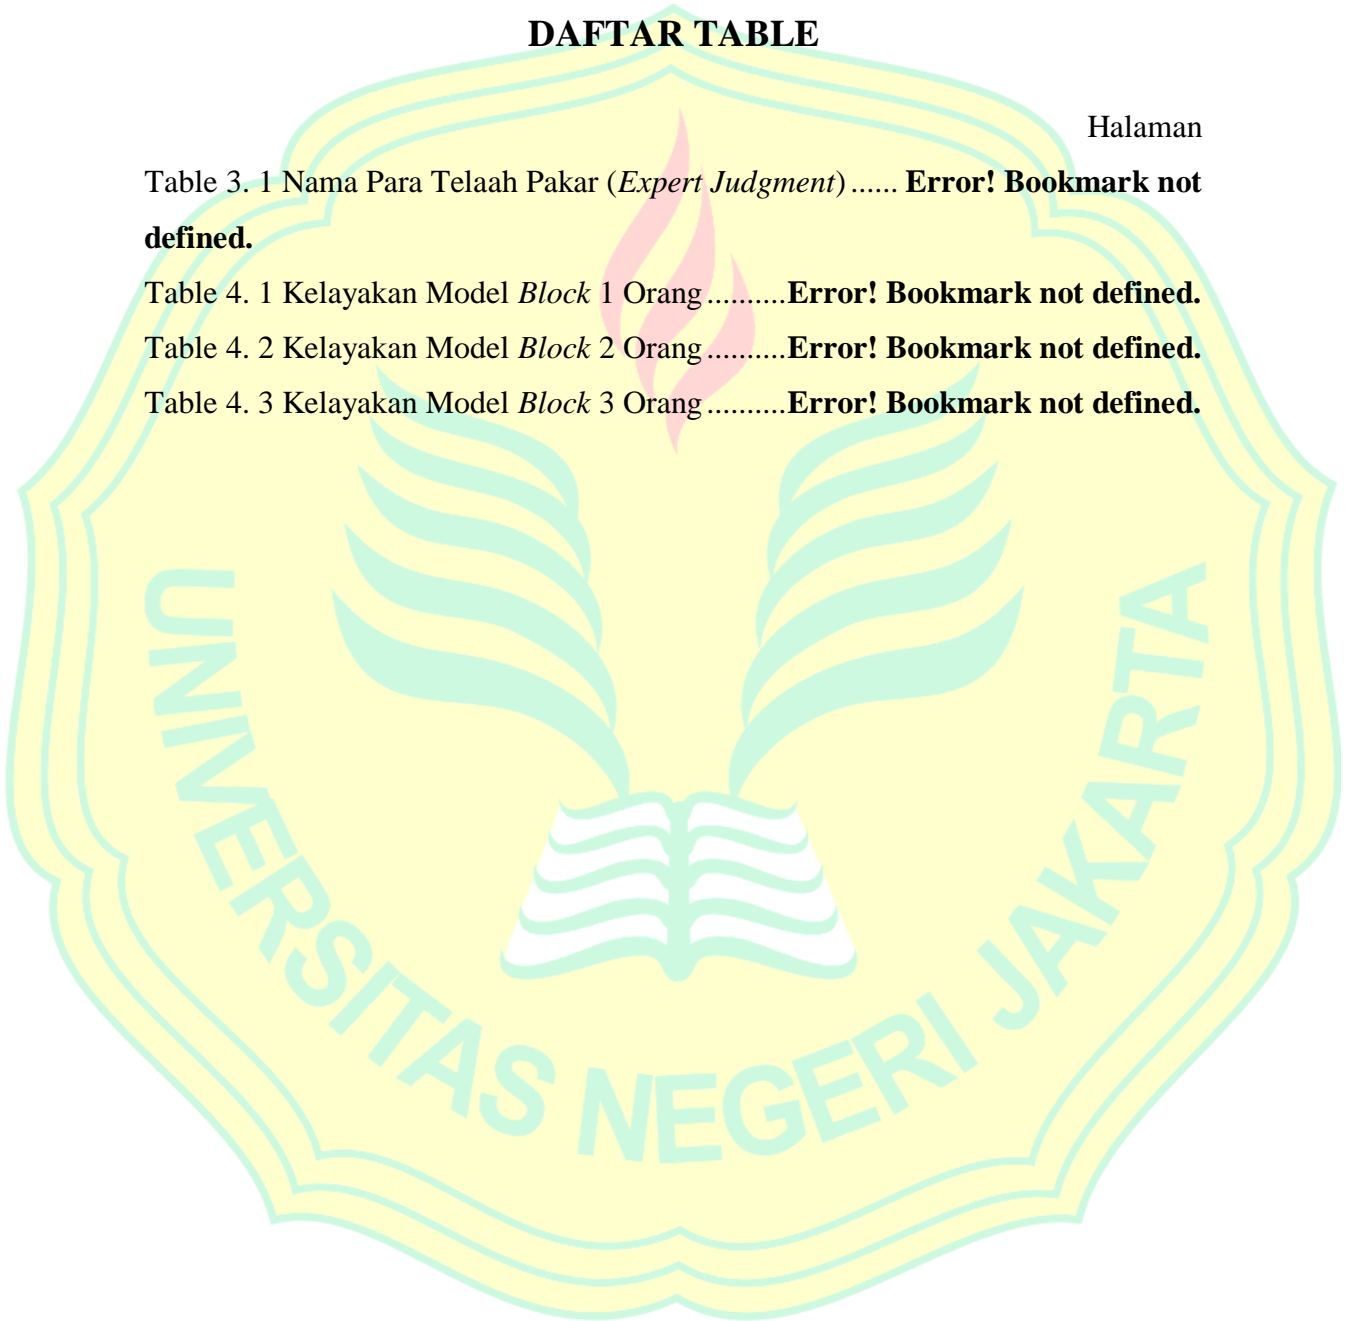 DAFTAR TABLE
Halaman
Table 3. 1 Nama Para Telaah Pakar (Expert Judgment) ...... Error! Bookmark not
defined.
Table 4. 1 Kelayakan Model Block 1 Orang ..........Error! Bookmark not defined.
Table 4. 2 Kelayakan Model Block 2 Orang ..........Error! Bookmark not defined.
Table 4. 3 Kelayakan Model Block 3 Orang ..........Error! Bookmark not defined.
UNIVERSITAS NEGERI JAKARTA